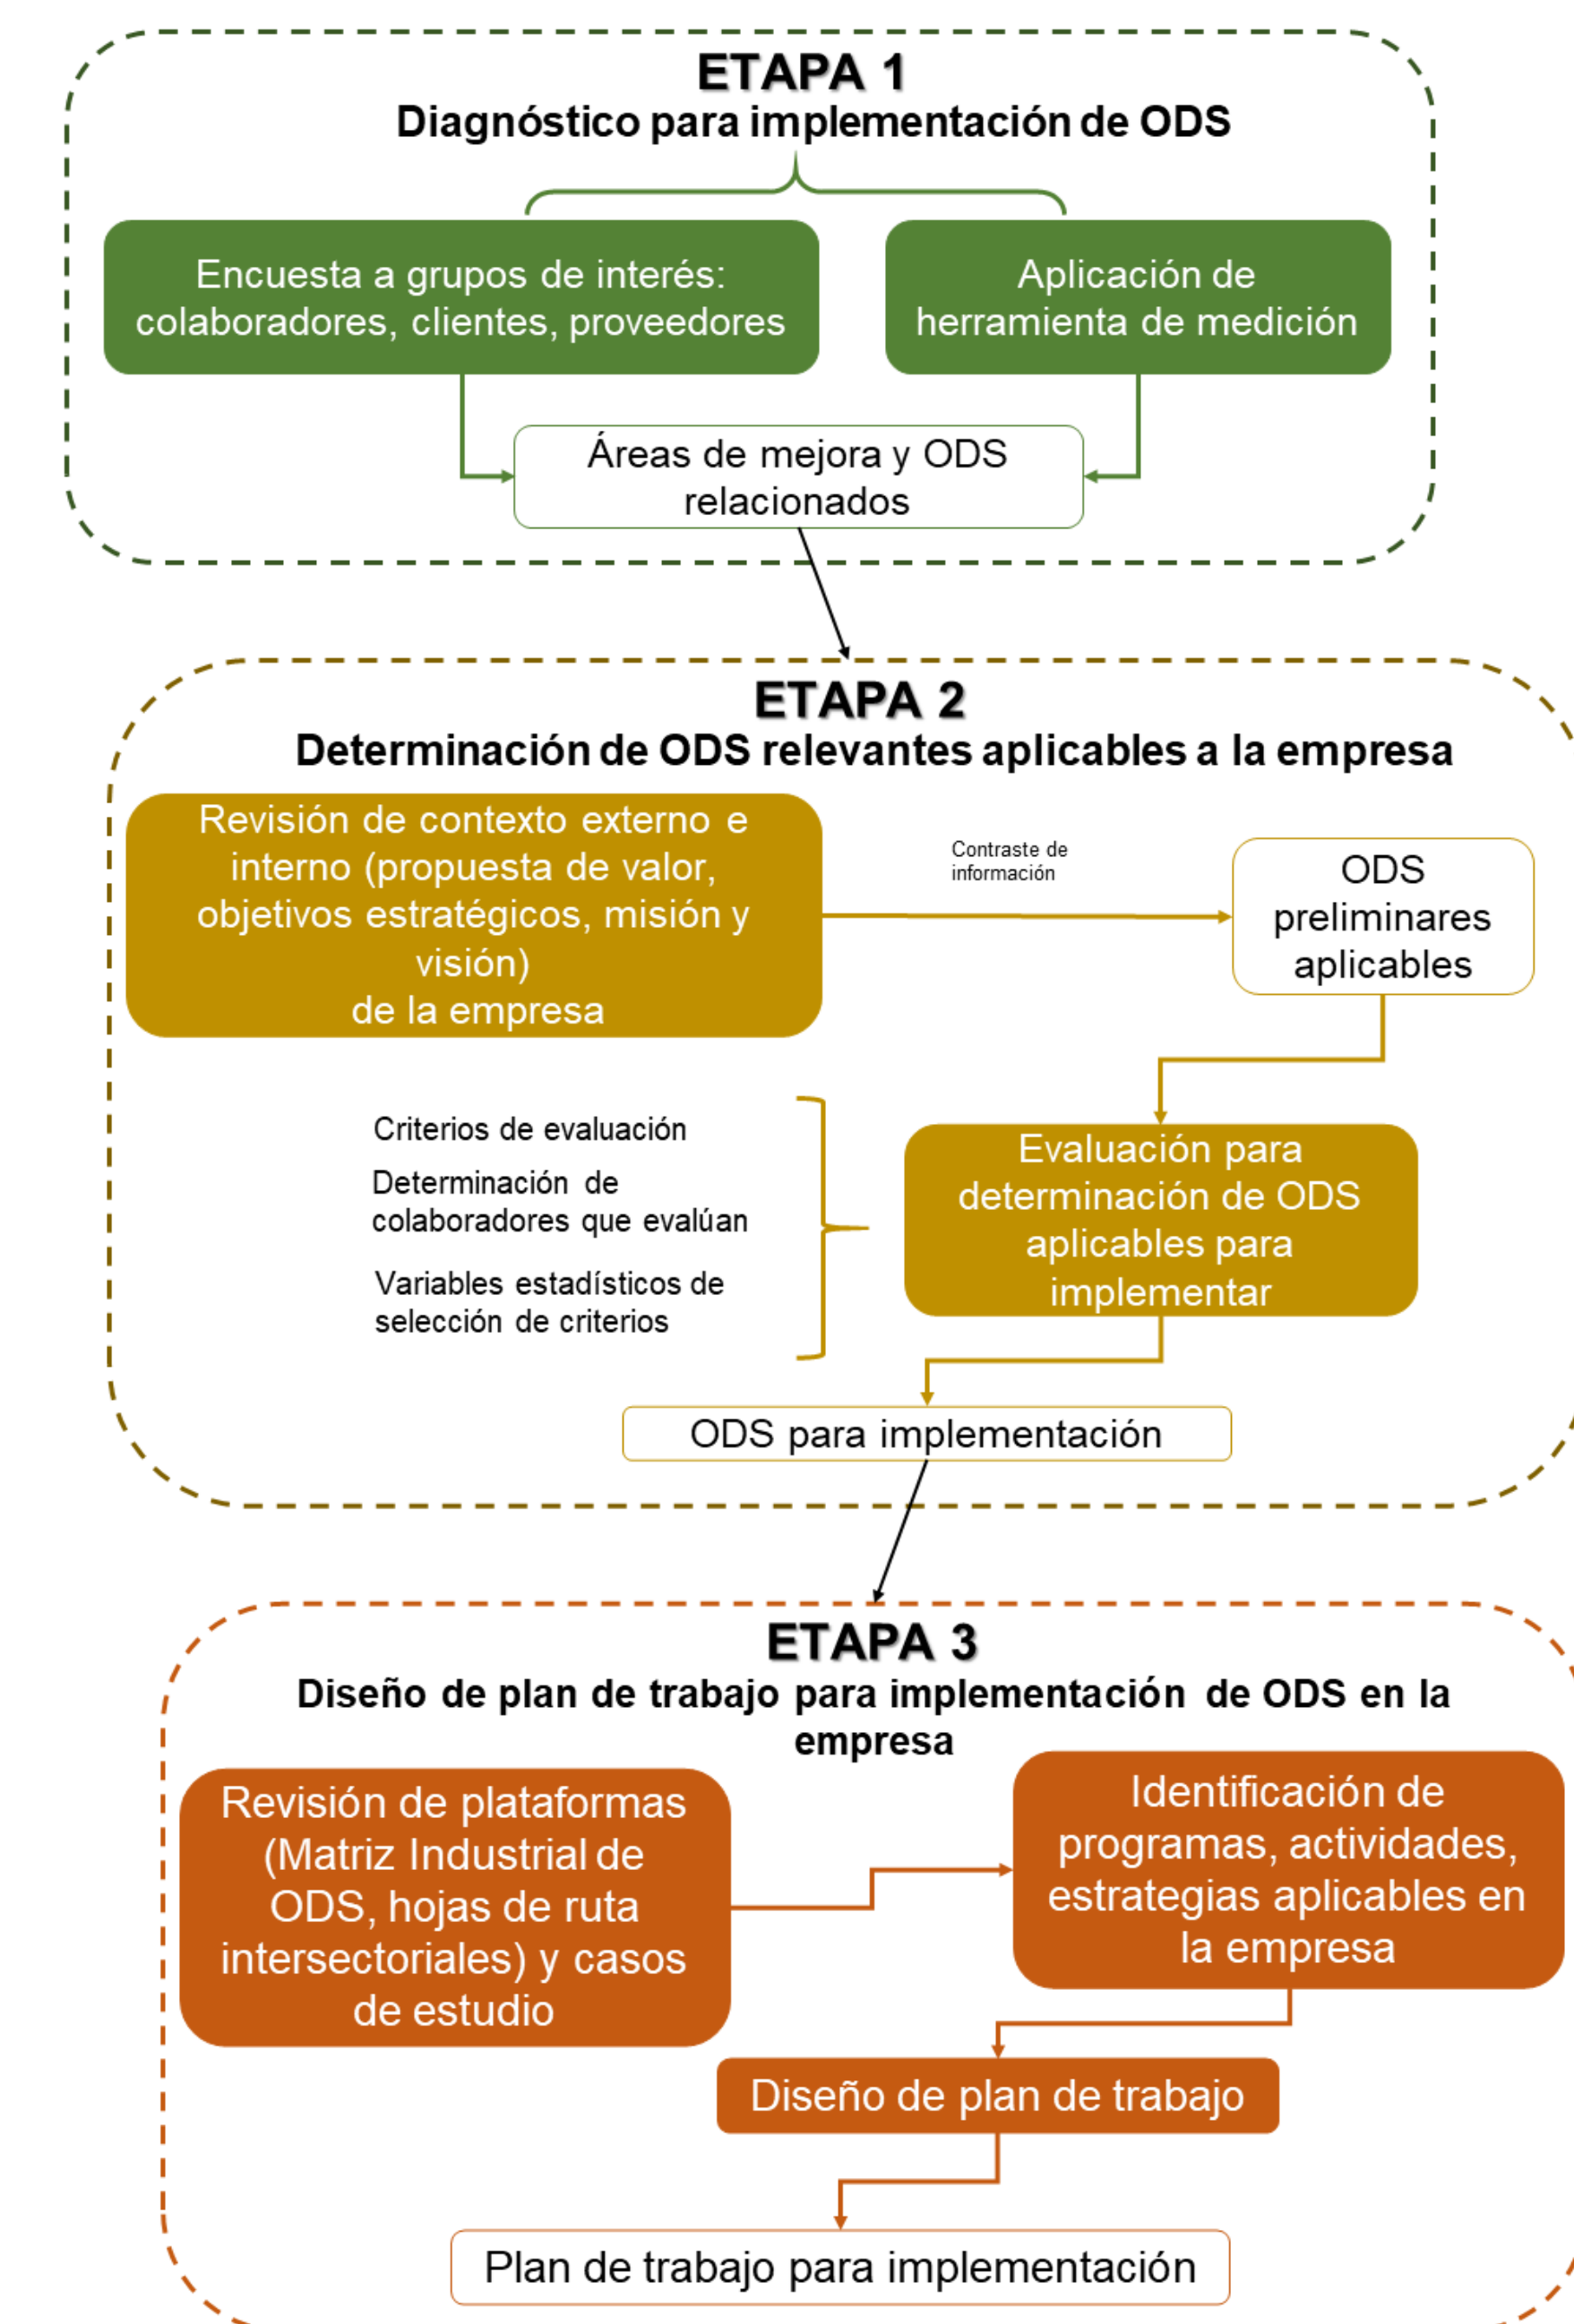 ETAPA 1
Diagnóstico para implementación de ODS
Encuesta a grupos de interés:
colaboradores, clientes, proveedores
Aplicación de
herramienta de medición
Áreas de mejora y ODS
relacionados
ETAPA 2
Determinación de ODS relevantes aplicables a la empresa
Revisión de contexto externo e
interno (propuesta de valor,
objetivos estratégicos, misión y
visión)
de la empresa
Contraste de
información
ODS
preliminares
aplicables
Criterios de evaluación
Determinación de
colaboradores que evalúan
Variables estadísticos de
selección de criterios
Evaluación para
determinación de ODS
aplicables para
implementar
ODS para implementación
ETAPA 3
Diseño de plan de trabajo para implementación de ODS en la
empresa
Revisión de plataformas
(Matriz Industrial de
ODS, hojas de ruta
intersectoriales) y casos
de estudio
Identificación de
programas, actividades,
estrategias aplicables en
la empresa
Diseño de plan de trabajo
Plan de trabajo para implementación